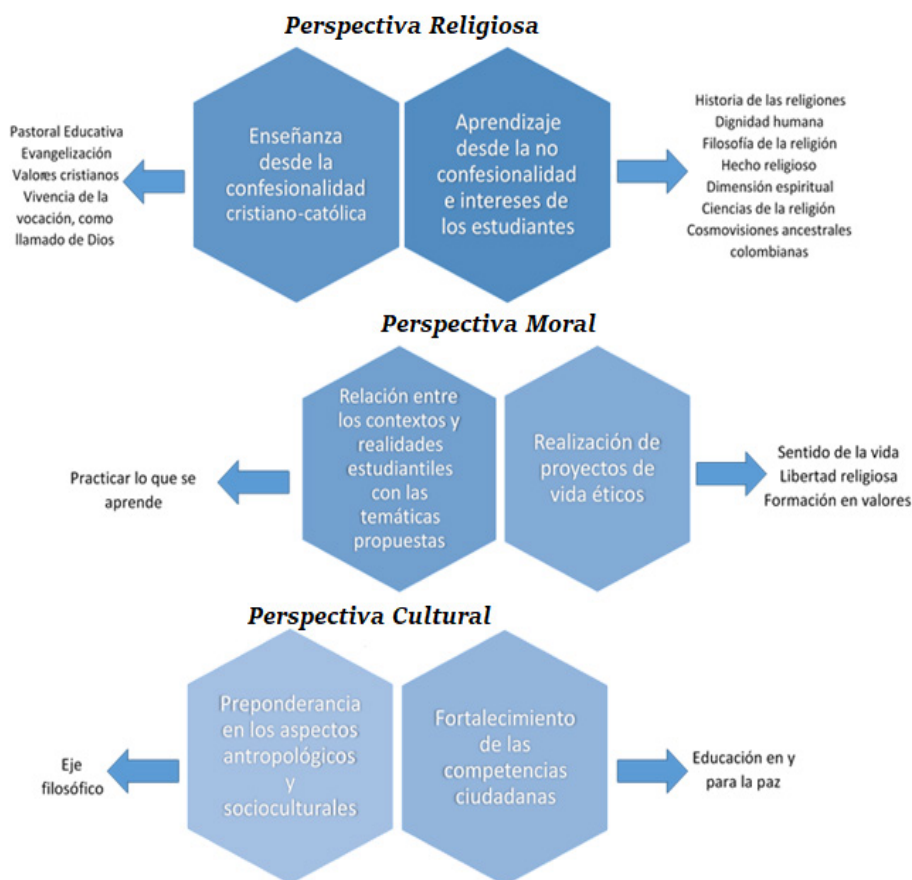 Perspectiva Religiosa
Pastoral Educativa
Evangelización
Valores cristianos
Vivencia de la
vocación, como
llamado de Dios
Enseñanza
desde la
confesionalidad
cristiano-católica
Aprendizaje
desde la no
confesionalidad
e intereses de
los estudiantes
Historia de las religiones
Dignidad humana
Filosofía de la religión
Hecho religioso
Dimensión espiritual
Ciencias de la religión
Cosmovisiones ancestrales
colombianas
Perspectiva Moral
Practicar lo que se
aprende
Relación entre
los contextos y
realidades
estudiantiles
con las
temáticas
propuestas
Realización de
proyectos de
vida éticos
Sentido de la vida
Libertad religiosa
Formación en valores
Perspectiva Cultural
Eje
filosófico
Preponderancia
en los aspectos
antropológicos
y
socioculturales
Fortalecimiento
de las
competencias
ciudadanas
Educación en y
para la paz